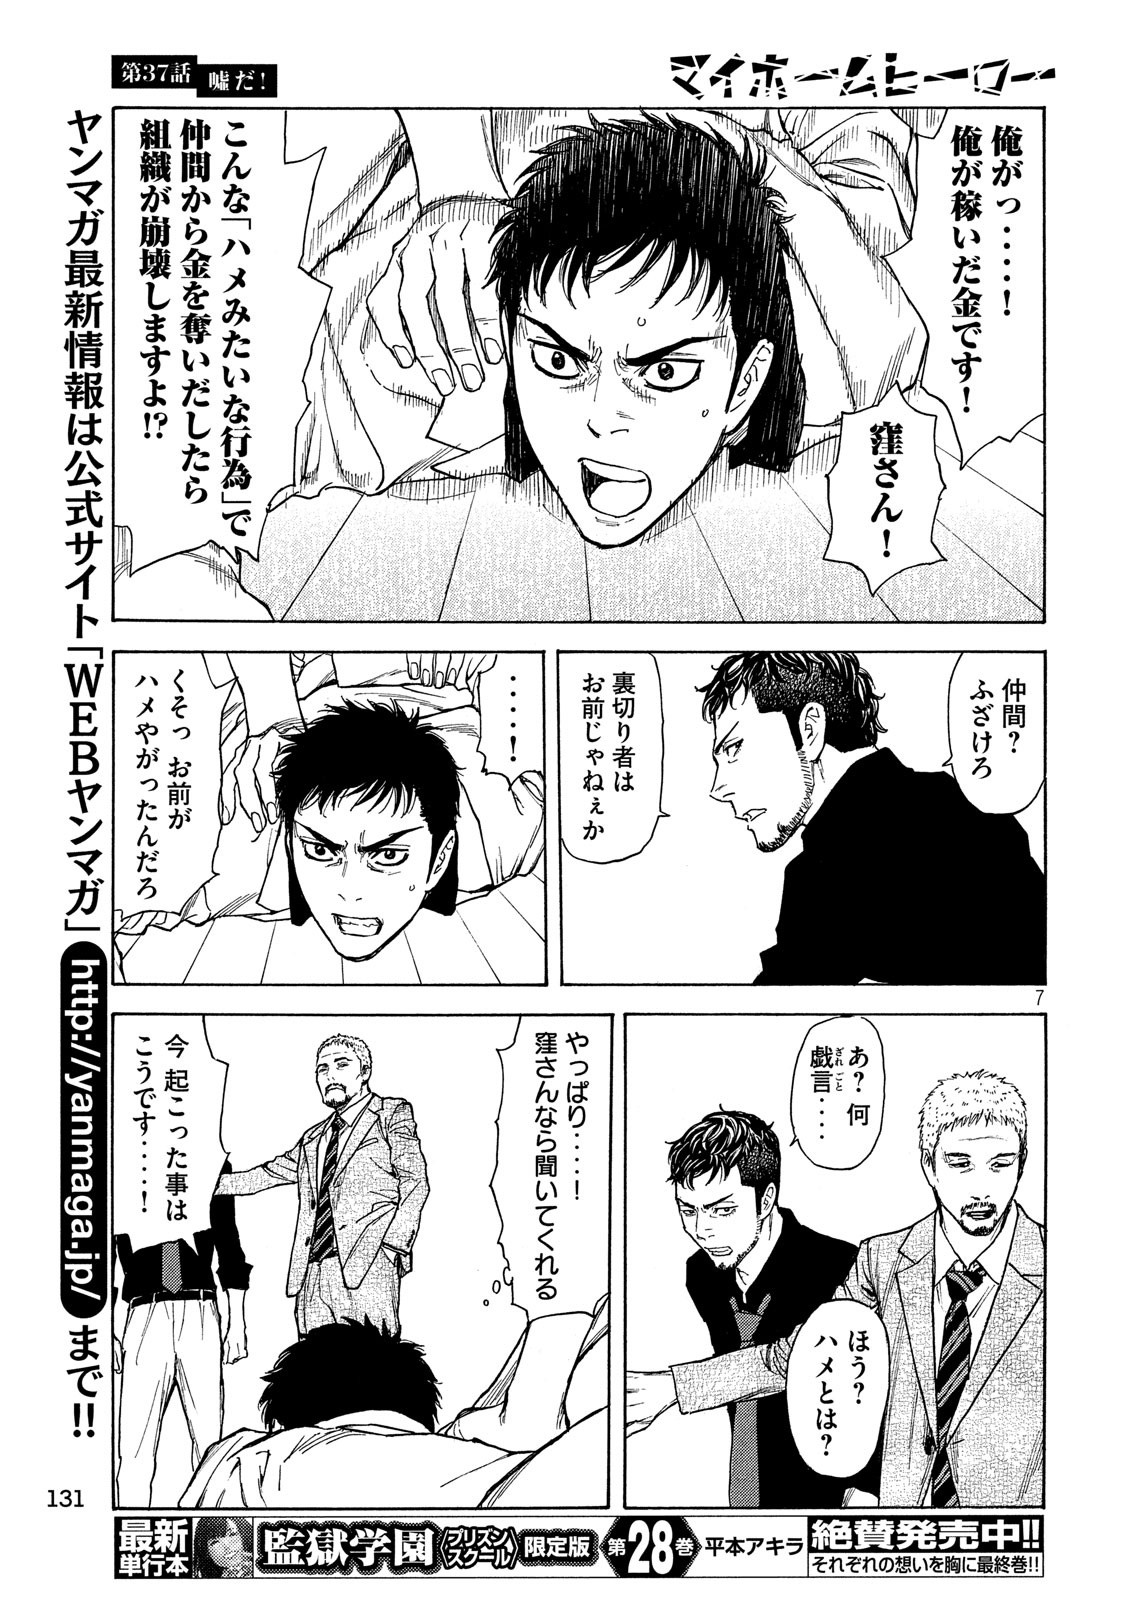 第37話
嘘だ!
マイホームヒーロー
俺がっ‥‥‥!
俺が稼いだ金です!
窪さん!
こんな「ハメみたいな行為」で
仲間から金を奪いだしたら
組織が崩壊しますよ!?
仲間?
ふざけろ
裏切り者は
お前じゃねぇか
‥‥‥!
くそっ お前が
ハメやがったんだろ
7
あ? 何
戯言‥‥
ざれ ごと
ほう?
ハメとは?
やっぱり‥‥‥!
窪さんなら聞いてくれる
今 起こった事は
こうです‥‥‥!
ヤンマガ最新情報は公式サイト「WEBヤンマガ」http://yanmaga.jp/まで!!
131
最新
単行本
監獄学園
〈プリズン
スクール〉
限定版
第28巻
平本アキラ
絶賛発売中!!
それぞれの想いを胸に最終巻!!